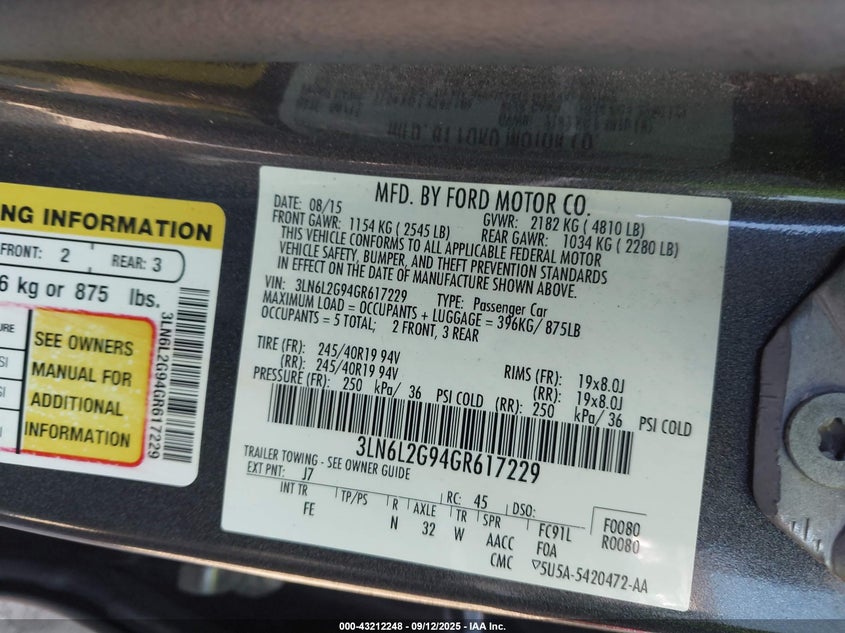 NG INFORMATION
FRONT: 2
REAR: 3
6 kg or 875 lbs.
SEE OWNERS
MANUAL FOR
ADDITIONAL
INFORMATION
3LN6L2G94GR617229
MFD. BY FORD MOTOR CO.
DATE: 08/15 GVWR: 2182 KG ( 4810 LB)
FRONT GAWR: 1154 KG ( 2545 LB) REAR GAWR: 1034 KG ( 2280 LB)
THIS VEHICLE CONFORMS TO ALL APPLICABLE FEDERAL MOTOR
VEHICLE SAFETY, BUMPER, AND THEFT PREVENTION STANDARDS
IN EFFECT ON THE DATE OF MANUFACTURE SHOWN ABOVE.
VIN: 3LN6L2G94GR617229 TYPE: Passenger Car
MAXIMUM LOAD = OCCUPANTS + LUGGAGE = 396KG/ 875LB
OCCUPANTS = 5 TOTAL; 2 FRONT, 3 REAR
TIRE (FR): 245/40R19 94V RIMS (FR): 19x8.0J
(RR): 245/40R19 94V (RR): 19x8.0J
PRESSURE (FR): 250 kPa/ 36 PSI COLD (RR): 250 kPa/ 36 PSI COLD
3LN6L2G94GR617229
TRAILER TOWING - SEE OWNER GUIDE
EXT PNT: J7 RC: 45 DSO:
INT TR TP/PS R AXLE TR SPR FC91L F0080
FE N 32 W AACC F0A R0080
CMC ▽5U5A-5420472-AA
000-43212248 - 09/12/2025 - IAA Inc.